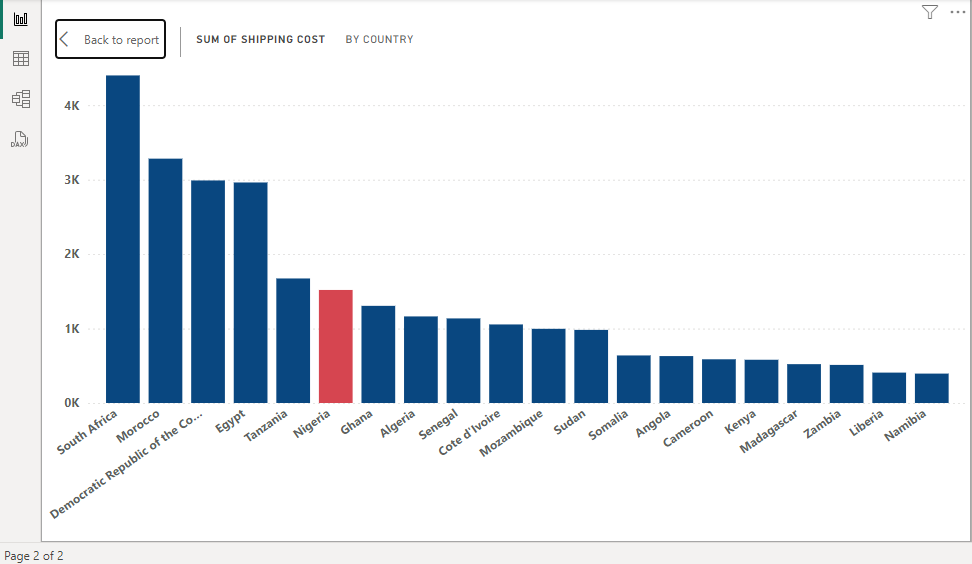 Back to report
SUM OF SHIPPING COST BY COUNTRY
4K
3K
2K
1K
0K
South Africa
Morocco
Democratic Republic of the Co...
Egypt
Tanzania
Nigeria
Ghana
Algeria
Senegal
Cote d'Ivoire
Mozambique
Sudan
Somalia
Angola
Cameroon
Kenya
Madagascar
Zambia
Liberia
Namibia
DAX
Page 2 of 2